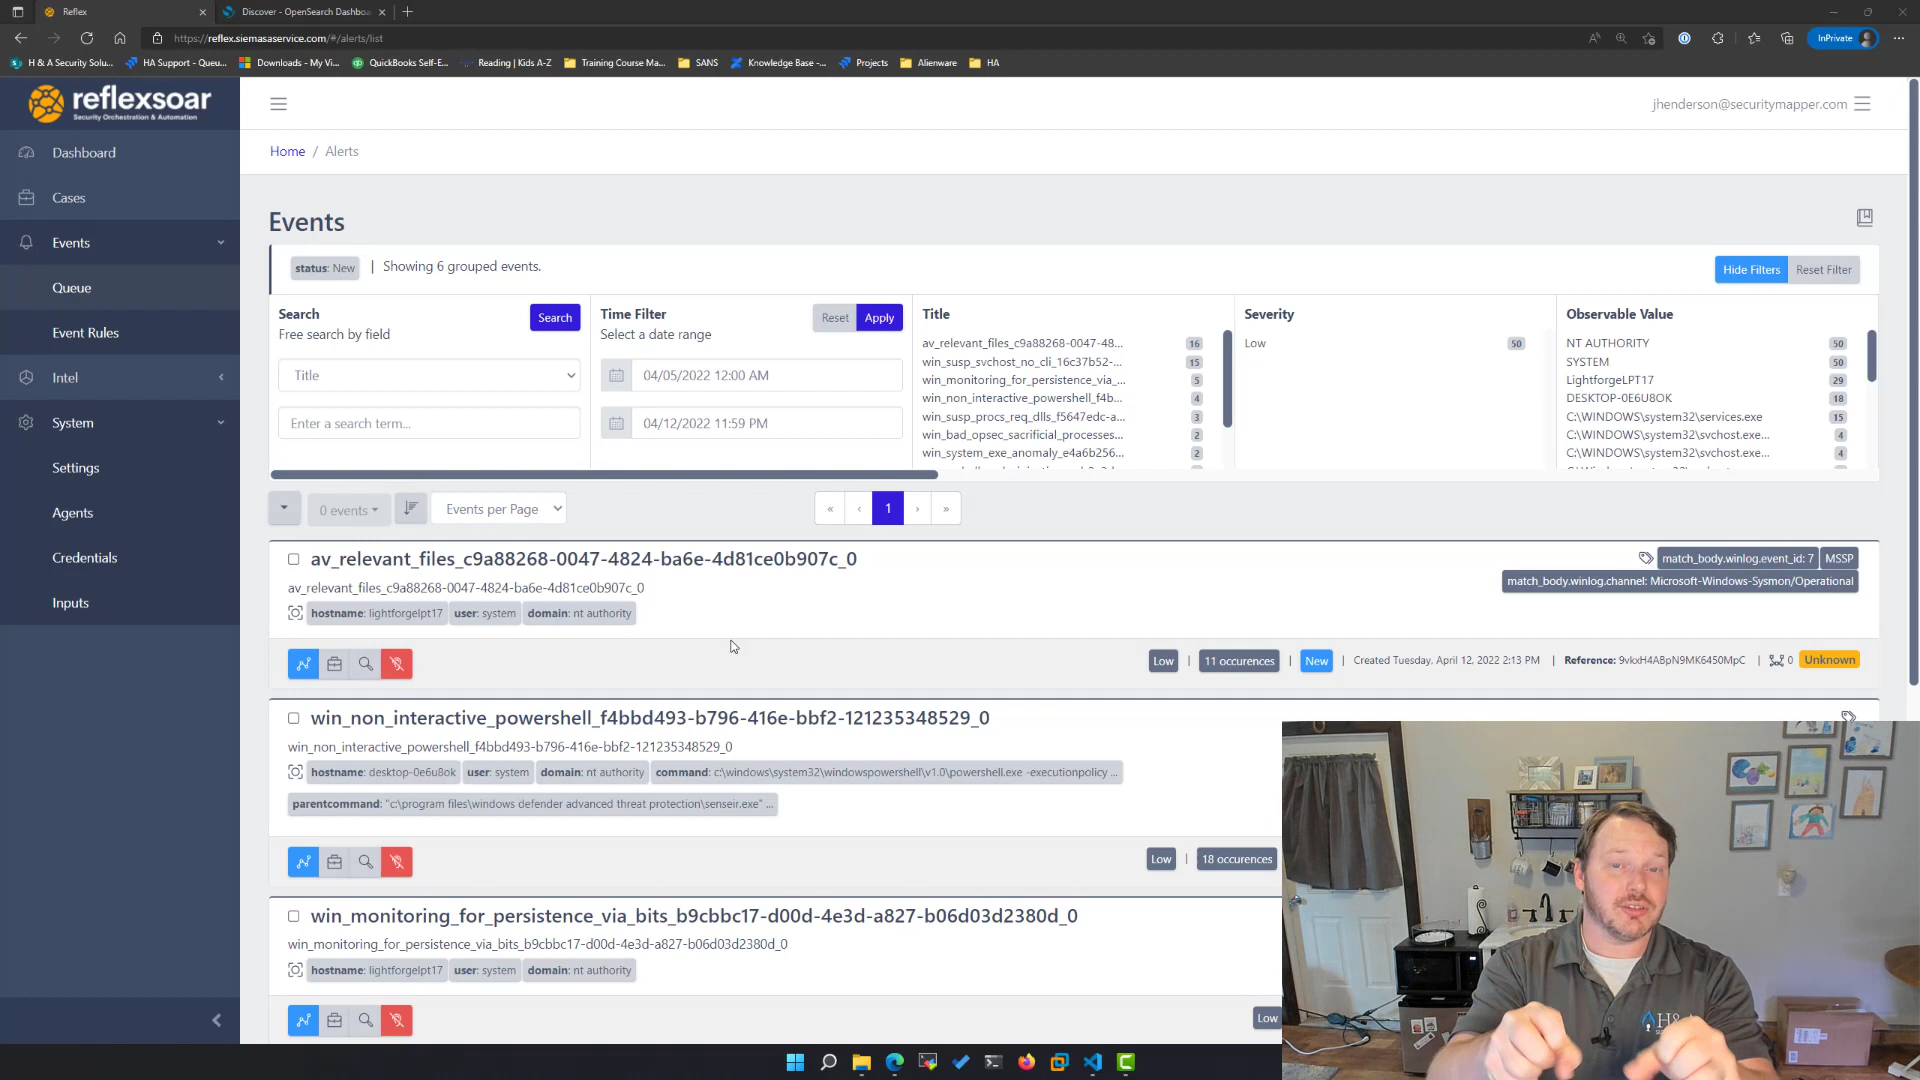 Reflex
Discover - OpenSearch Dashboa
https://reflex.siemasaservice.com/#/alerts/list
InPrivate
H & A Security Solu...
HA Support - Queu...
Downloads - My Vi...
QuickBooks Self-E...
Reading | Kids A-Z
Training Course Ma...
SANS
Knowledge Base -...
Projects
Alienware
HA
reflexsoar
Security Orchestration & Automation
jhenderson@securitymapper.com
Dashboard
Cases
Events
Queue
Event Rules
Intel
System
Settings
Agents
Credentials
Inputs
Home / Alerts
Events
status: New | Showing 6 grouped events.
Hide Filters
Reset Filter
Search
Free search by field
Search
Title
Enter a search term...
Time Filter
Select a date range
Reset
Apply
04/05/2022 12:00 AM
04/12/2022 11:59 PM
Title
av_relevant_files_c9a88268-0047-48... 16
win_susp_svchost_no_cli_16c37b52-... 15
win_monitoring_for_persistence_via_... 5
win_non_interactive_powershell_f4b... 4
win_susp_procs_req_dlls_f5647edc-a... 3
win_bad_opsec_sacrificial_processes... 2
win_system_exe_anomaly_e4a6b256... 2
Severity
Low 50
Observable Value
NT AUTHORITY 50
SYSTEM 50
LightforgeLPT17 29
DESKTOP-0E6U8OK 18
C:\WINDOWS\system32\services.exe 15
C:\WINDOWS\system32\svchost.exe... 4
C:\WINDOWS\system32\svchost.exe... 4
0 events
Events per Page
« ‹ 1 › »
av_relevant_files_c9a88268-0047-4824-ba6e-4d81ce0b907c_0
match_body.winlog.event_id: 7
MSSP
match_body.winlog.channel: Microsoft-Windows-Sysmon/Operational
av_relevant_files_c9a88268-0047-4824-ba6e-4d81ce0b907c_0
hostname: lightforgelpt17 user: system domain: nt authority
Low | 11 occurences | New | Created Tuesday, April 12, 2022 2:13 PM | Reference: 9vkxH4ABpN9MK6450MpC | 0 Unknown
win_non_interactive_powershell_f4bbd493-b796-416e-bbf2-121235348529_0
win_non_interactive_powershell_f4bbd493-b796-416e-bbf2-121235348529_0
hostname: desktop-0e6u8ok user: system domain: nt authority command: c:\windows\system32\windowspowershell\v1.0\powershell.exe -executionpolicy ...
parentcommand: "c:\program files\windows defender advanced threat protection\senseir.exe" ...
Low | 18 occurences
win_monitoring_for_persistence_via_bits_b9cbbc17-d00d-4e3d-a827-b06d03d2380d_0
win_monitoring_for_persistence_via_bits_b9cbbc17-d00d-4e3d-a827-b06d03d2380d_0
hostname: lightforgelpt17 user: system domain: nt authority
Low